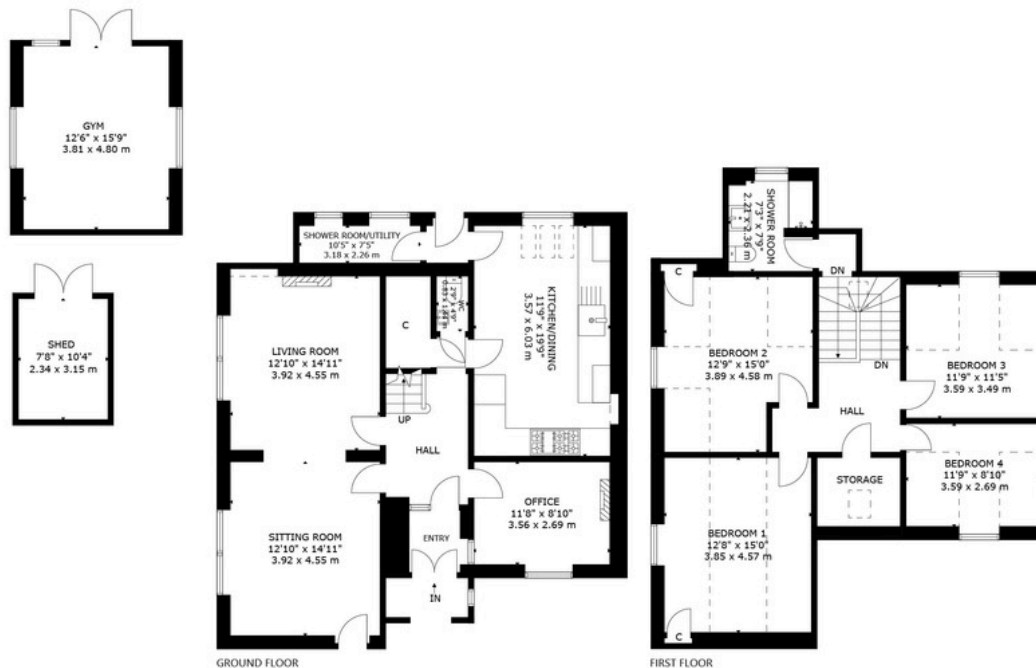 GYM
12'6" x 15'9"
3.81 x 4.80 m
SHED
7'8" x 10'4"
2.34 x 3.15 m
SHOWER ROOM/UTILITY
10'5" x 7'5"
3.18 x 2.26 m
WC
2'9" x 4'9"
KITCHEN/DINING
11'9" x 19'9"
3.57 x 6.03 m
C
LIVING ROOM
12'10" x 14'11"
3.92 x 4.55 m
UP
HALL
SITTING ROOM
12'10" x 14'11"
3.92 x 4.55 m
OFFICE
11'8" x 8'10"
3.56 x 2.69 m
ENTRY
IN
GROUND FLOOR
SHOWER ROOM
7'3" x 7'9"
2.21 x 2.36 m
C
DN
BEDROOM 2
12'9" x 15'0"
3.89 x 4.58 m
DN
BEDROOM 3
11'9" x 11'5"
3.59 x 3.49 m
HALL
BEDROOM 4
11'9" x 8'10"
3.59 x 2.69 m
STORAGE
BEDROOM 1
12'8" x 15'0"
3.85 x 4.57 m
C
FIRST FLOOR